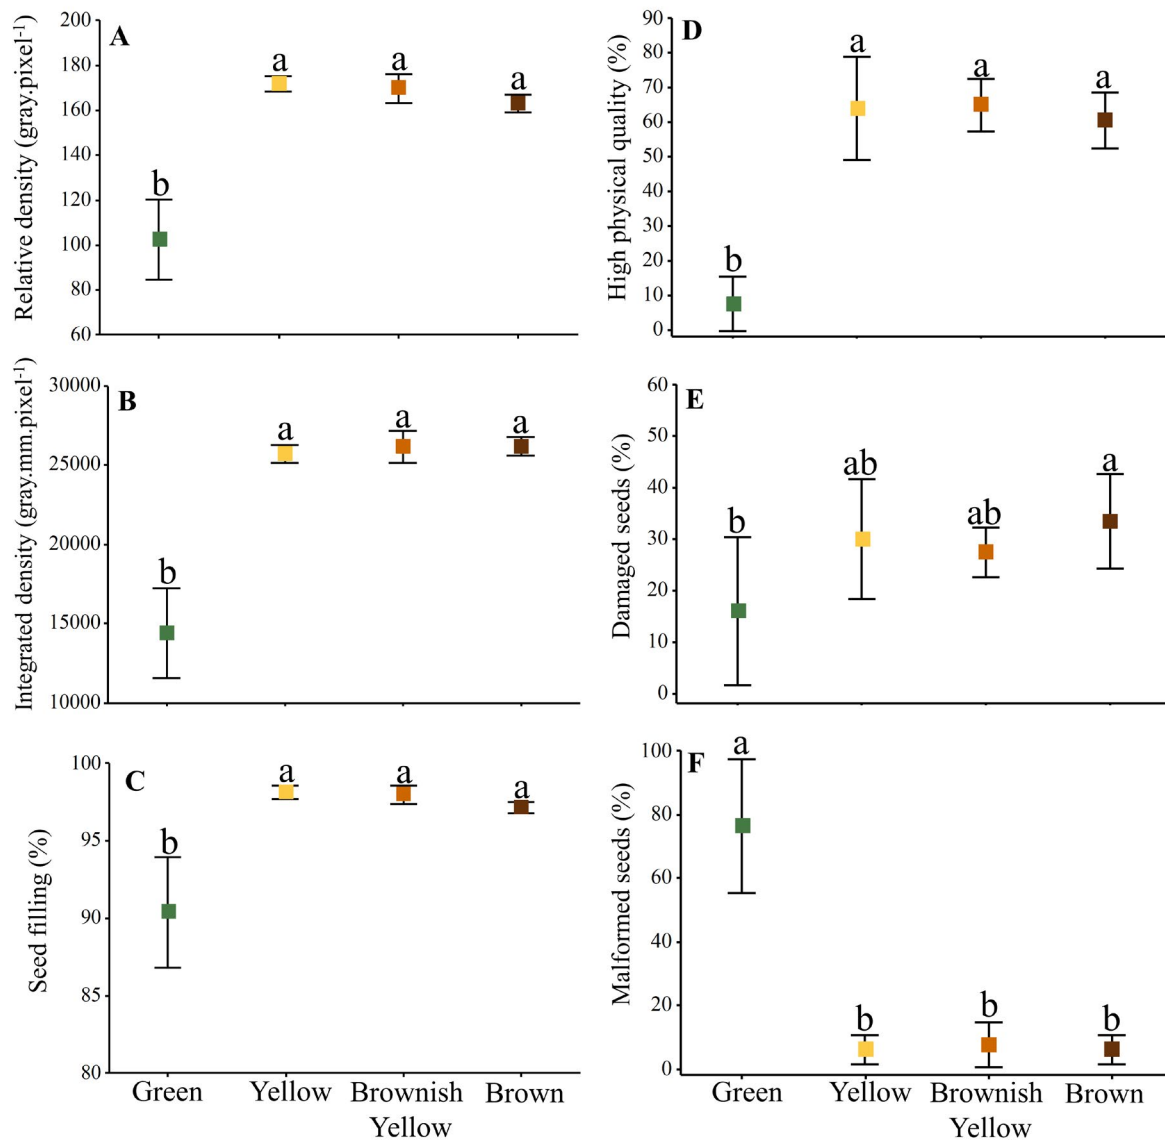 A
Relative density (gray.pixel-1)
200
180
160
140
120
100
80
60
b
a
a
a
B
Integrated density (gray.mm.pixel-1)
30000
25000
20000
15000
10000
b
a
a
a
C
Seed filling (%)
100
95
90
85
80
b
a
a
a
Green
Yellow
Brownish
Yellow
Brown
D
High physical quality (%)
90
80
70
60
50
40
30
20
10
0
b
a
a
a
E
Damaged seeds (%)
60
50
40
30
20
10
0
b
ab
ab
a
F
Malformed seeds (%)
100
80
60
40
20
0
a
b
b
b
Green
Yellow
Brownish
Yellow
Brown